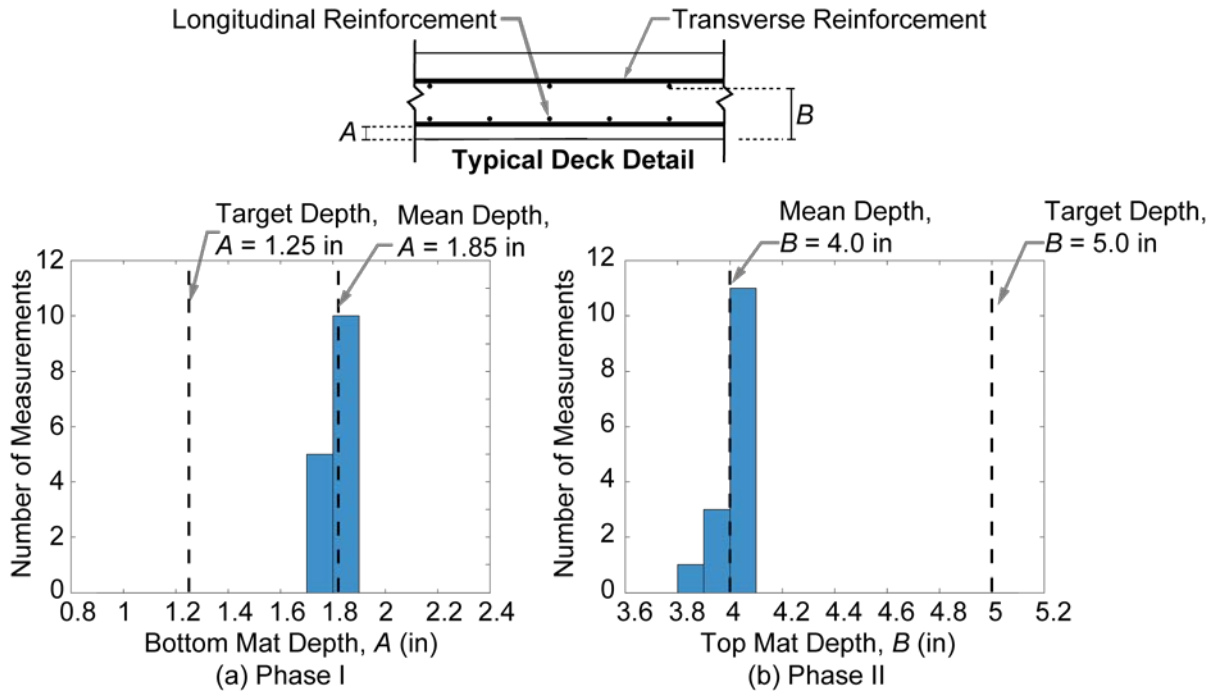 Longitudinal Reinforcement
Transverse Reinforcement
A
B
Typical Deck Detail
Target Depth,
A = 1.25 in
Mean Depth,
A = 1.85 in
12
10
8
6
4
2
0
0.8 1 1.2 1.4 1.6 1.8 2 2.2 2.4
Number of Measurements
Bottom Mat Depth, A (in)
(a) Phase I
Mean Depth,
B = 4.0 in
Target Depth,
B = 5.0 in
12
10
8
6
4
2
0
3.6 3.8 4 4.2 4.4 4.6 4.8 5 5.2
Number of Measurements
Top Mat Depth, B (in)
(b) Phase II